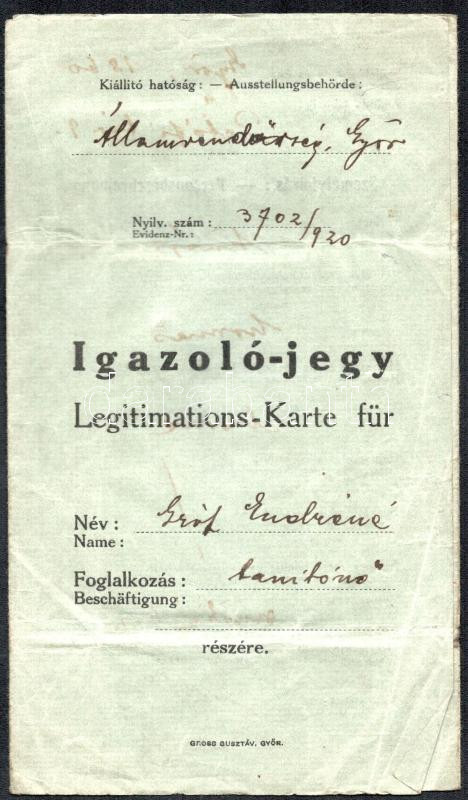 Kiállító hatóság: — Ausstellungsbehörde:
Államrendőrség, Győr
Nyilv. szám: 3702/920
Evidenz-Nr.:
Igazoló-jegy
Legitimations-Karte für
Név: Gróf Endréné
Name:
Foglalkozás: tanítónő
Beschäftigung:
részére.
GROSS GUSZTÁV, GYŐR.